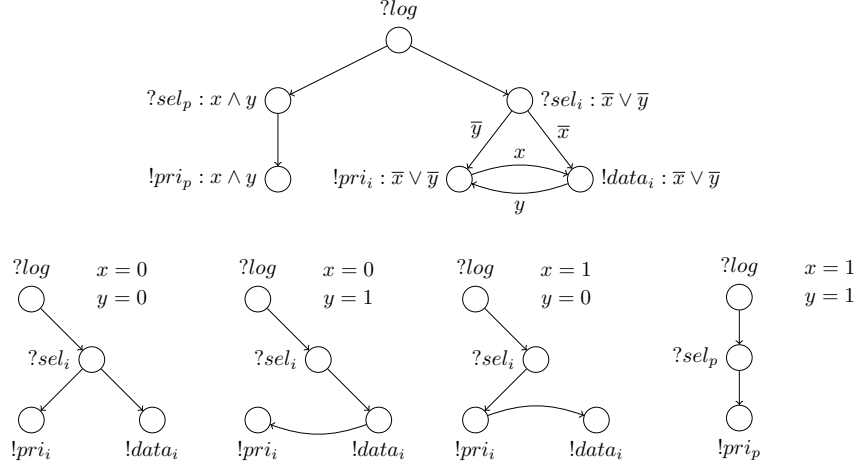 ?log
?sel_p : x ∧ y
?sel_i : x̅ ∨ y̅
y̅
x̅
x
!pri_p : x ∧ y
!pri_i : x̅ ∨ y̅
!data_i : x̅ ∨ y̅
y
?log x = 0 ?log x = 0 ?log x = 1 ?log x = 1
y = 0 y = 1 y = 0 y = 1
?sel_i ?sel_i ?sel_i ?sel_p
!pri_i !data_i !pri_i !data_i !pri_i !data_i !pri_p